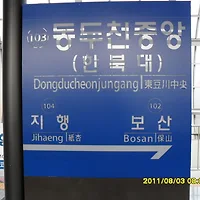 103 동두천중앙
(한북대)
Dongducheonjungang 東豆川中央
104 102
지행 보산
Jihaeng 紙杏 Bosan 保山
2011/08/03